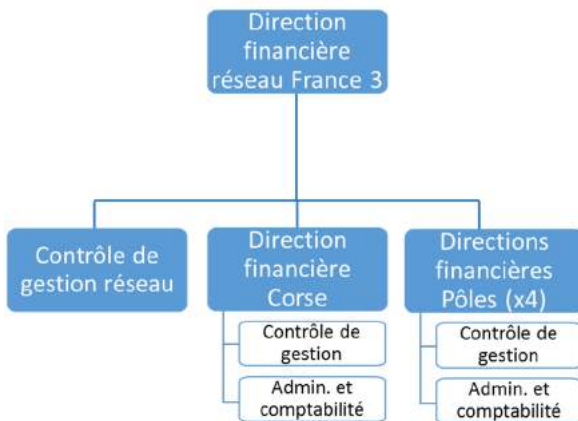 Direction
financière
réseau France 3
Contrôle de
gestion réseau
Direction
financière
Corse
Contrôle de
gestion
Admin. et
comptabilité
Directions
financières
Pôles (x4)
Contrôle de
gestion
Admin. et
comptabilité